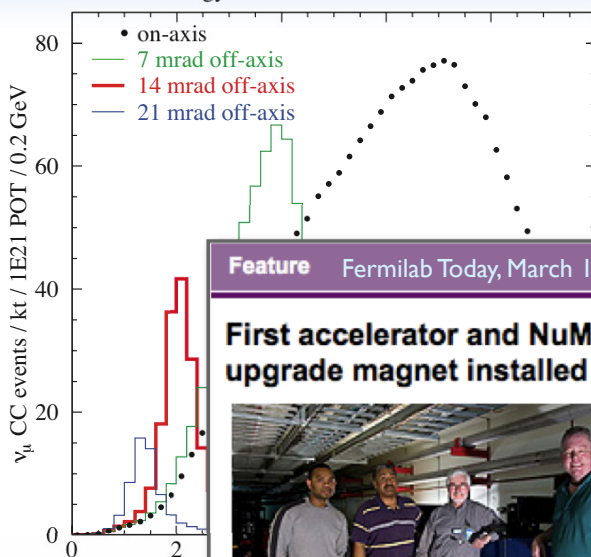 80
60
40
20
0
0
2
ν_μ CC events / kt / 1E21 POT / 0.2 GeV
on-axis
7 mrad off-axis
14 mrad off-axis
21 mrad off-axis
Feature Fermilab Today, March 1
First accelerator and NuM
upgrade magnet installed